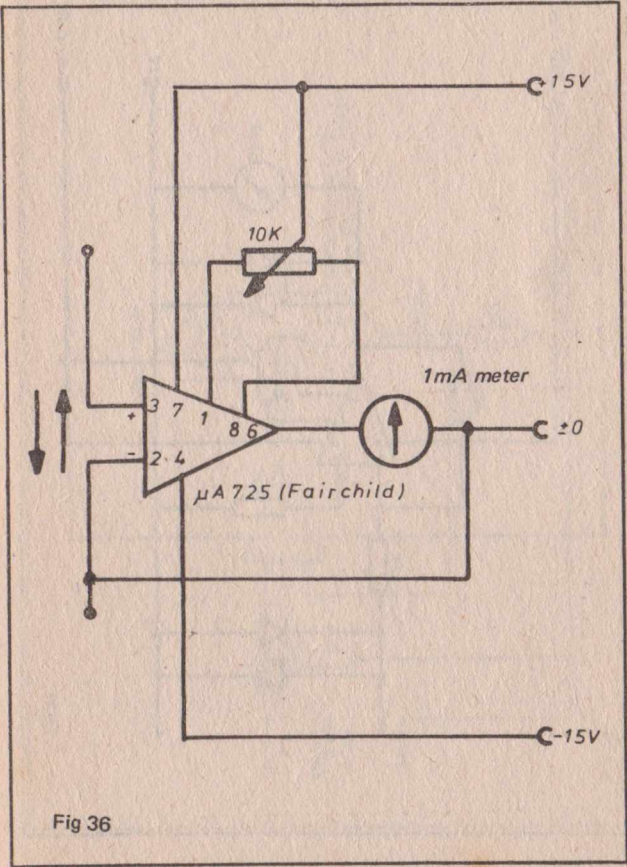 +15V
10K
1mA meter
3 7 1 8 6
+
±0
-
2 4
μA 725 (Fairchild)
-15V
Fig 36